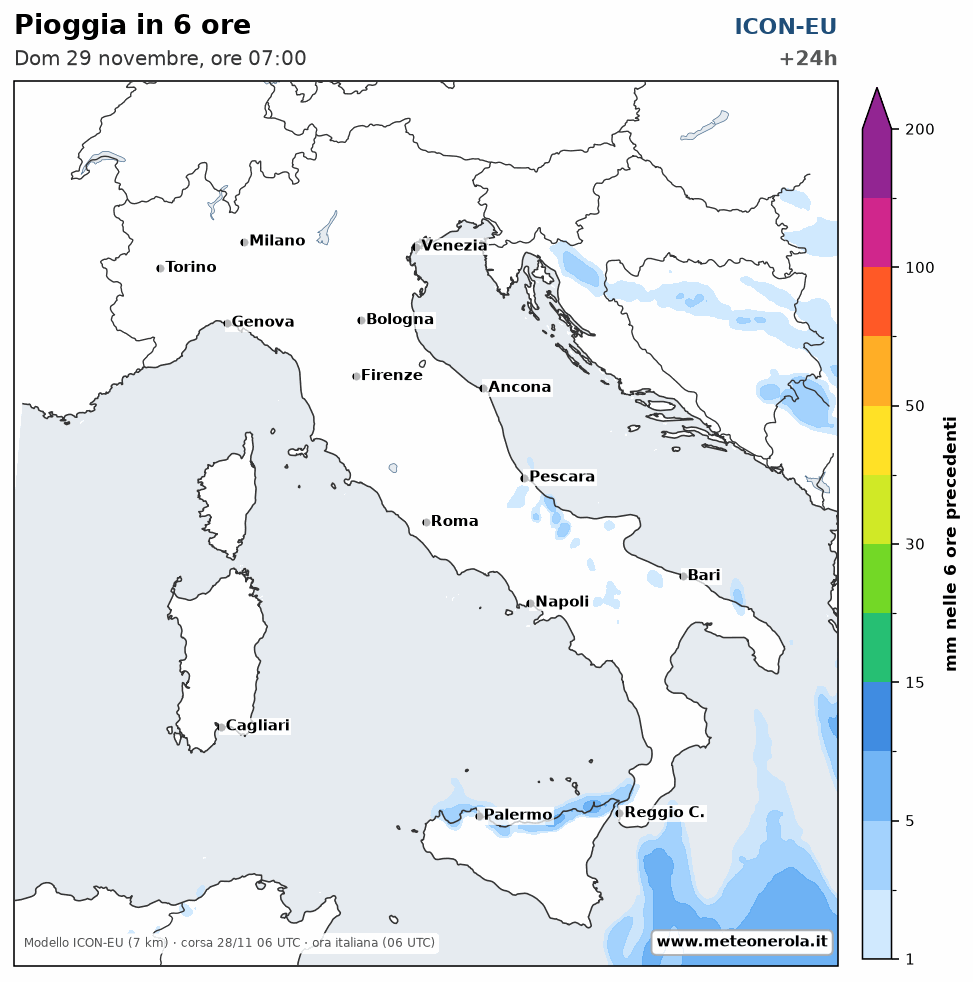 Pioggia in 6 ore
ICON-EU
Dom 29 novembre, ore 07:00
+24h
200
Milano
Venezia
Torino
100
Genova
Bologna
Firenze
Ancona
50
Pescara
Roma
30
Bari
Napoli
15
Cagliari
Palermo
Reggio C.
5
1
mm nelle 6 ore precedenti
Modello ICON-EU (7 km) · corsa 28/11 06 UTC · ora italiana (06 UTC)
www.meteonerola.it